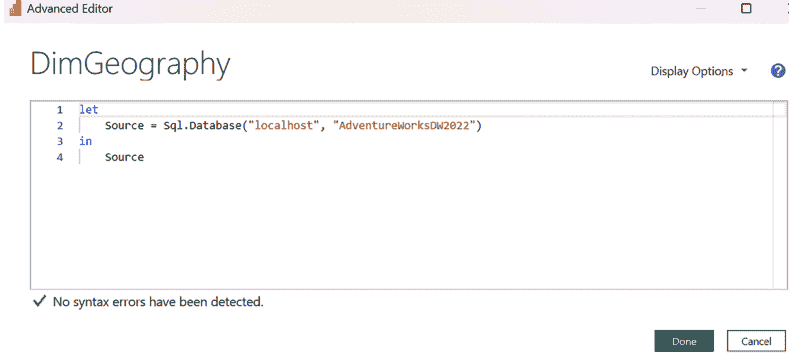 Advanced Editor
DimGeography
Display Options
?
1 let
2 Source = Sql.Database("localhost", "AdventureWorksDW2022")
3 in
4 Source
No syntax errors have been detected.
Done Cancel